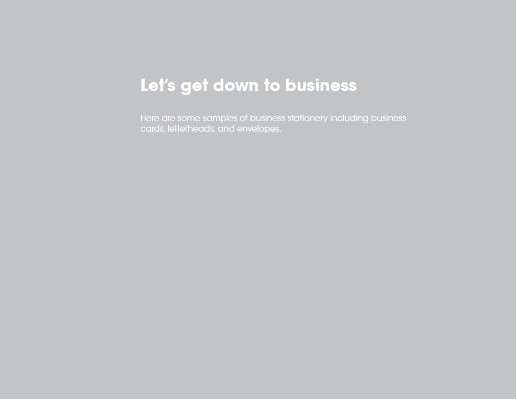 Let's get down to business
Here are some samples of business stationery including business
cards, letterheads, and envelopes.